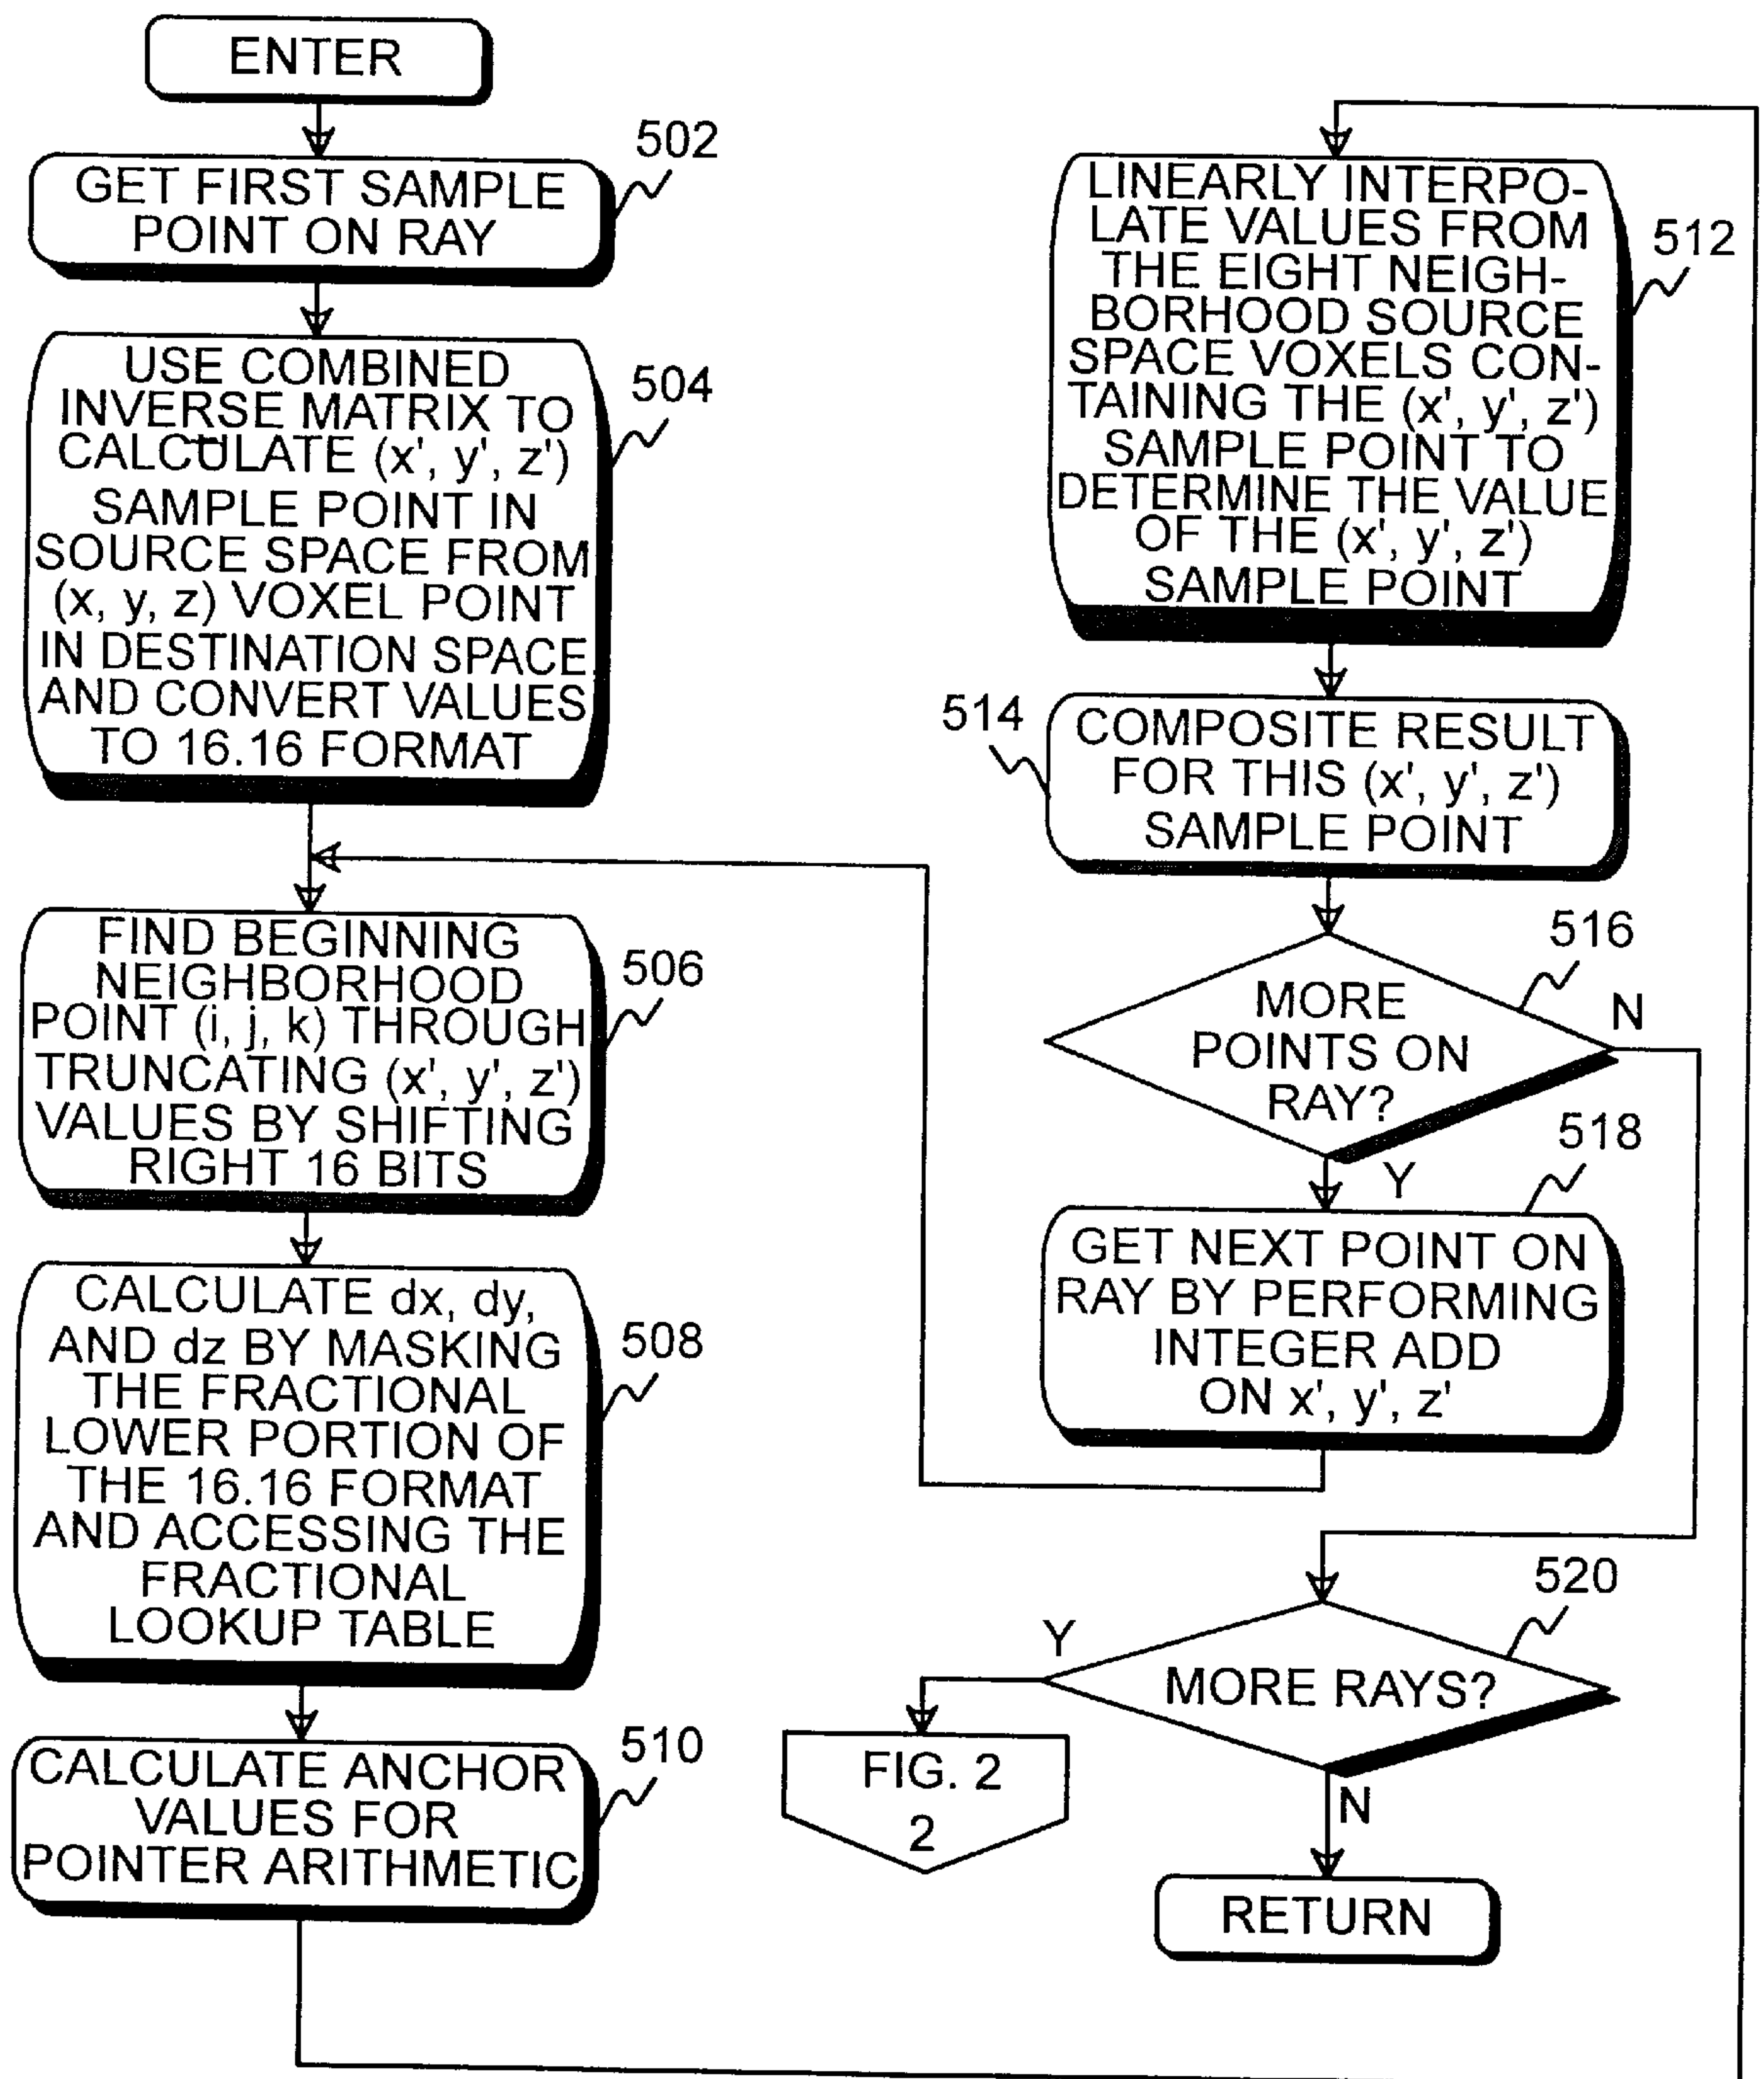 ENTER
502
GET FIRST SAMPLE
POINT ON RAY
504
USE COMBINED
INVERSE MATRIX TO
CALCULATE (x', y', z')
SAMPLE POINT IN
SOURCE SPACE FROM
(x, y, z) VOXEL POINT
IN DESTINATION SPACE
AND CONVERT VALUES
TO 16.16 FORMAT
506
FIND BEGINNING
NEIGHBORHOOD
POINT (i, j, k) THROUGH
TRUNCATING (x', y', z')
VALUES BY SHIFTING
RIGHT 16 BITS
508
CALCULATE dx, dy,
AND dz BY MASKING
THE FRACTIONAL
LOWER PORTION OF
THE 16.16 FORMAT
AND ACCESSING THE
FRACTIONAL
LOOKUP TABLE
510
CALCULATE ANCHOR
VALUES FOR
POINTER ARITHMETIC
512
LINEARLY INTERPO-
LATE VALUES FROM
THE EIGHT NEIGH-
BORHOOD SOURCE
SPACE VOXELS CON-
TAINING THE (x', y', z')
SAMPLE POINT TO
DETERMINE THE VALUE
OF THE (x', y', z')
SAMPLE POINT
514
COMPOSITE RESULT
FOR THIS (x', y', z')
SAMPLE POINT
516
MORE
POINTS ON
RAY?
N
Y
518
GET NEXT POINT ON
RAY BY PERFORMING
INTEGER ADD
ON x', y', z'
520
MORE RAYS?
Y
FIG. 2
2
N
RETURN